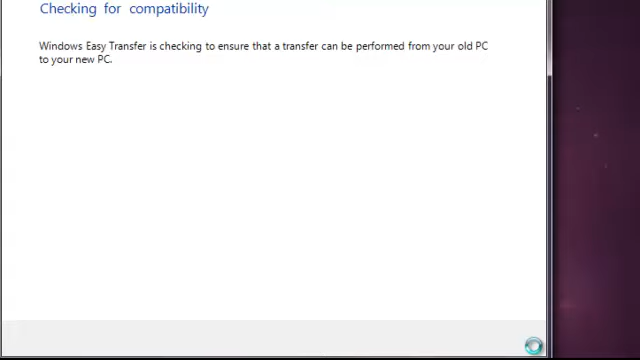 Checking for compatibility
Windows Easy Transfer is checking to ensure that a transfer can be performed from your old PC
to your new PC.